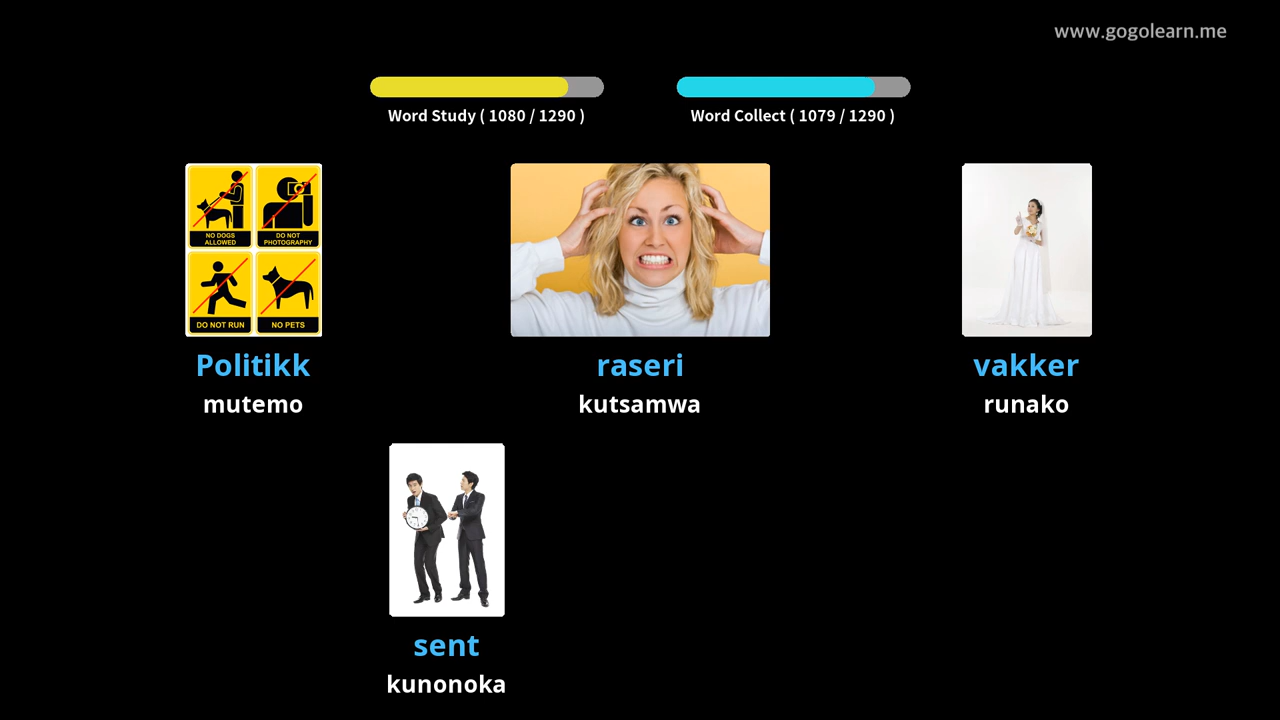 www.gogolearn.me
Word Study ( 1080 / 1290 )
Word Collect ( 1079 / 1290 )
NO DOGS
ALLOWED
DO NOT
PHOTOGRAPHY
DO NOT RUN
NO PETS
Politikk
mutemo
raseri
kutsamwa
vakker
runako
sent
kunonoka